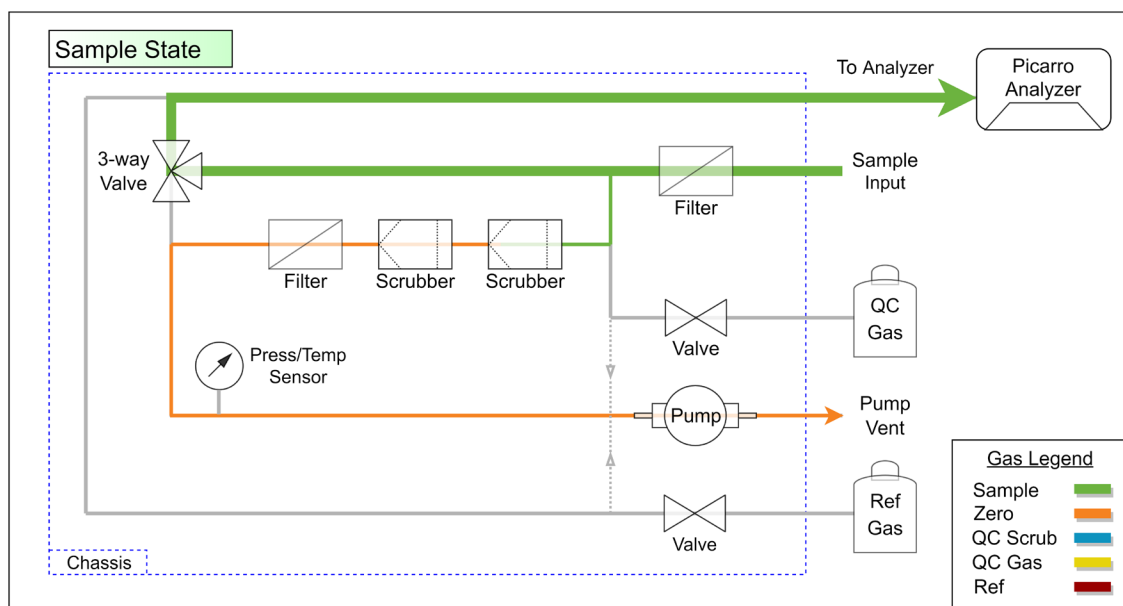 Sample State
To Analyzer
Picarro
Analyzer
3-way
Valve
Sample
Input
Filter
Filter
Scrubber
Scrubber
QC
Gas
Valve
Press/Temp
Sensor
Pump
Pump
Vent
Ref
Gas
Valve
Chassis
Gas Legend
Sample
Zero
QC Scrub
QC Gas
Ref